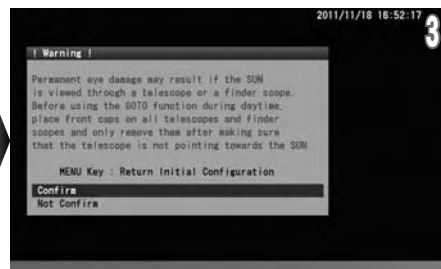 2011/11/18 16:52:17
3
! Warning !
Permanent eye damage may result if the SUN
is viewed through a telescope or a finder scope.
Before using the GOTO function during daytime,
place front caps on all telescopes and finder
scopes and only remove them after making sure
that the telescope is not pointing towards the SUN
MENU Key : Return Initial Configuration
Confirm
Not Confirm